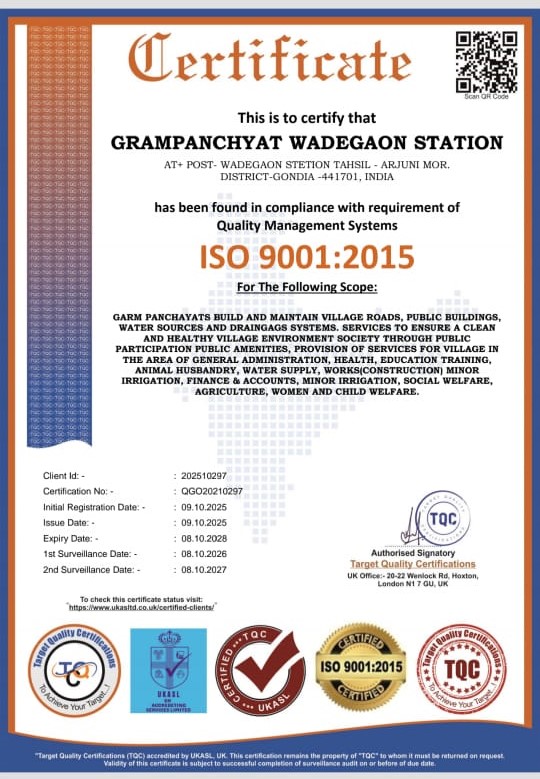 Certificate
Scan QR Code
This is to certify that
GRAMPANCHYAT WADEGAON STATION
AT+ POST- WADEGAON STETION TAHSIL - ARJUNI MOR.
DISTRICT-GONDIA -441701, INDIA
has been found in compliance with requirement of
Quality Management Systems
ISO 9001:2015
For The Following Scope:
GARM PANCHAYATS BUILD AND MAINTAIN VILLAGE ROADS, PUBLIC BUILDINGS,
WATER SOURCES AND DRAINGAGS SYSTEMS. SERVICES TO ENSURE A CLEAN
AND HEALTHY VILLAGE ENVIRONMENT SOCIETY THROUGH PUBLIC
PARTICIPATION PUBLIC AMENITIES, PROVISION OF SERVICES FOR VILLAGE IN
THE AREA OF GENERAL ADMINISTRATION, HEALTH, EDUCATION TRAINING,
ANIMAL HUSBANDRY, WATER SUPPLY, WORKS(CONSTRUCTION) MINOR
IRRIGATION, FINANCE & ACCOUNTS, MINOR IRRIGATION, SOCIAL WELFARE,
AGRICULTURE, WOMEN AND CHILD WELFARE.
Client Id: - : 202510297
Certification No: - : QGO20210297
Initial Registration Date: - : 09.10.2025
Issue Date: - : 09.10.2025
Expiry Date: - : 08.10.2028
1st Surveillance Date: - : 08.10.2026
2nd Surveillance Date: - : 08.10.2027
TQC
Authorised Signatory
Target Quality Certifications
UK Office:- 20-22 Wenlock Rd, Hoxton,
London N1 7 GU, UK
To check this certificate status visit:
"https://www.ukasltd.co.uk/certified-clients/"
Target Quality Certifications
TQC
To Achieve Your Target..!
UKASL
UK
ACCREDITING
SERVICES LIMITED
CERTIFIED TQC
UKASL
CERTIFIED
ISO 9001:2015
CERTIFIED
Target Quality Certifications
TQC
To Achieve Your Target..!
"Target Quality Certifications (TQC) accredited by UKASL, UK. This certification remains the property of "TQC" to whom it must be returned on request.
Validity of this certificate is subject to successful completion of surveillance audit on or before of due date.